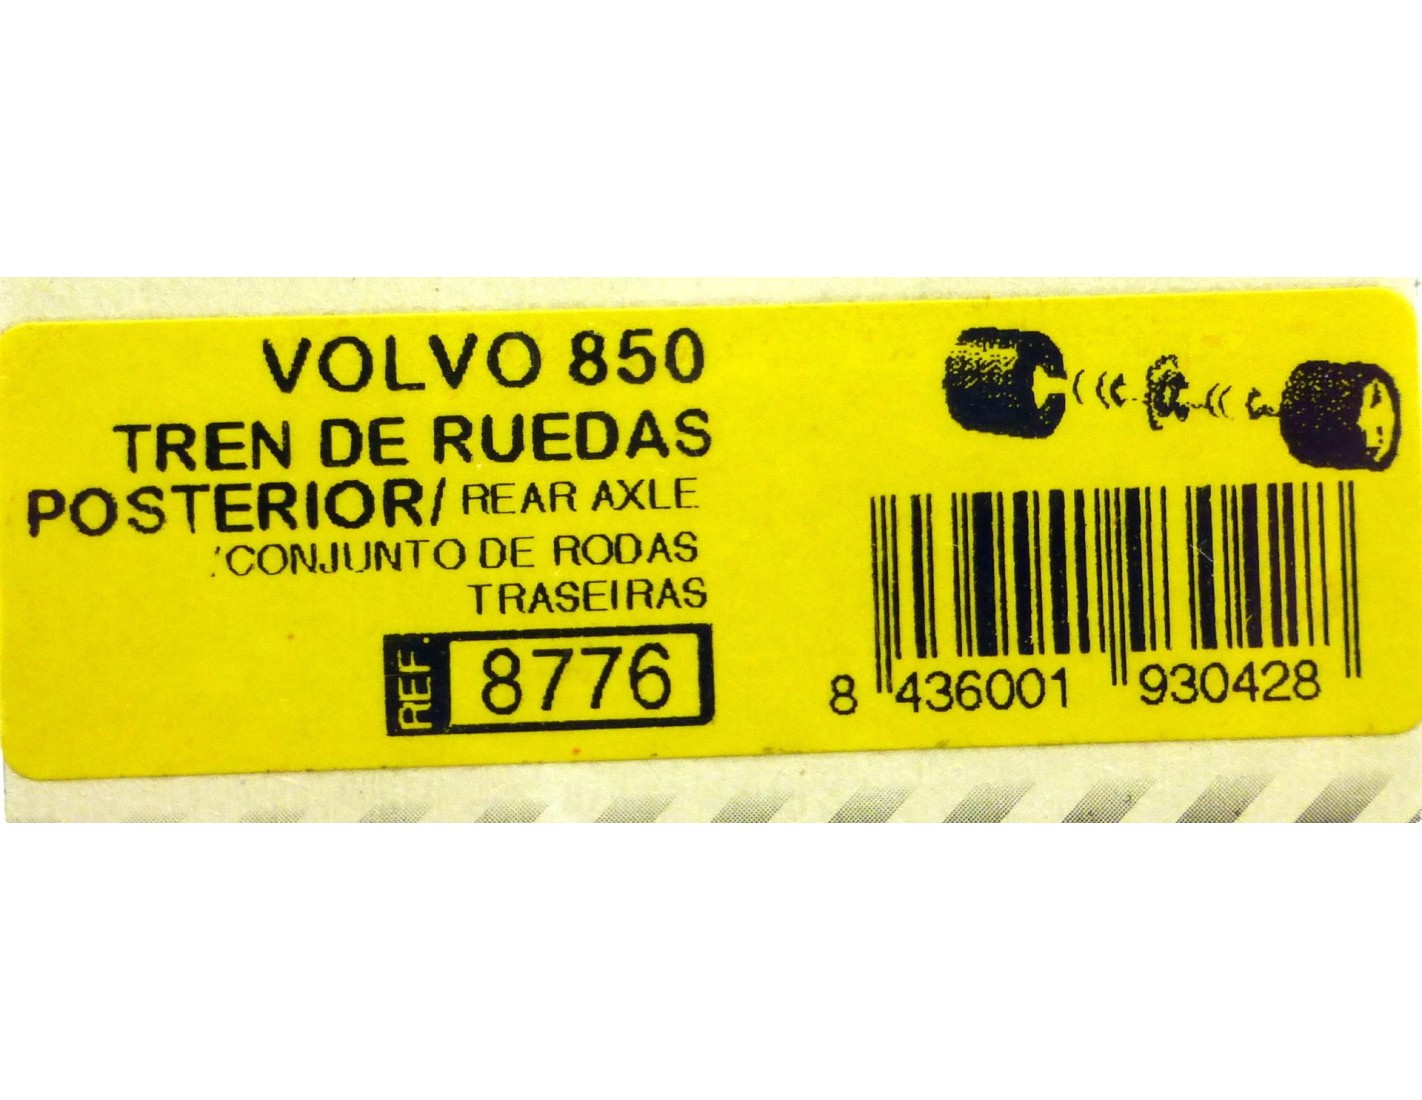 VOLVO 850
TREN DE RUEDAS
POSTERIOR/ REAR AXLE
/CONJUNTO DE RODAS
TRASEIRAS
REF. 8776
8 436001 930428